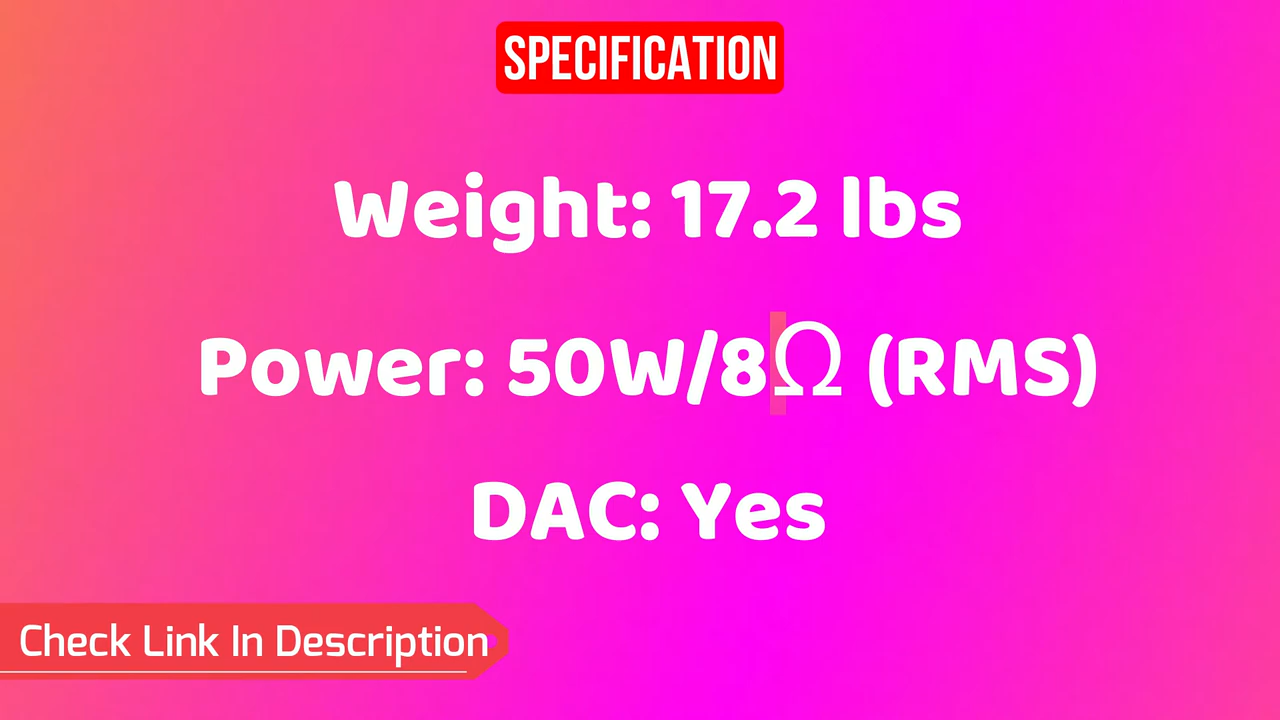 SPECIFICATION
Weight: 17.2 lbs
Power: 50W/8Ω (RMS)
DAC: Yes
Check Link In Description